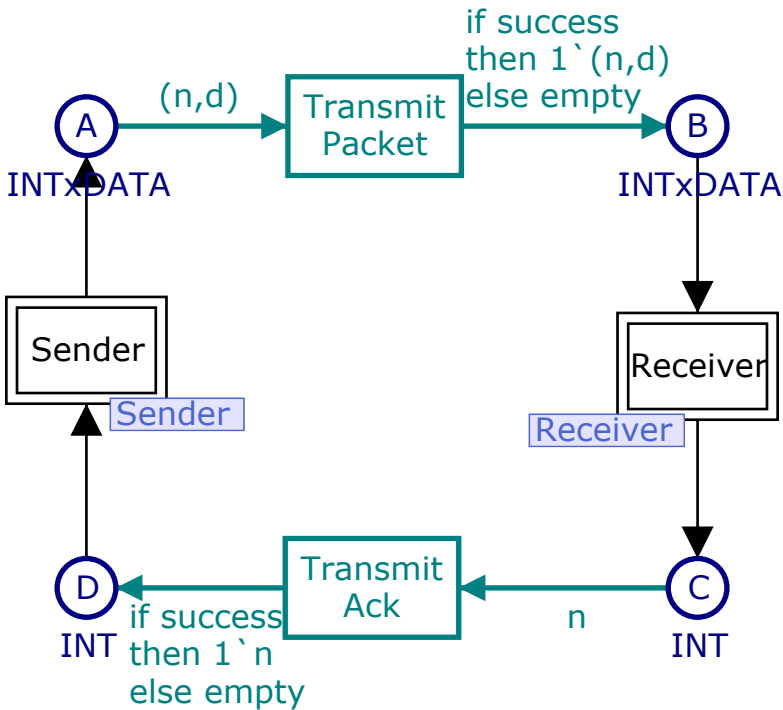 if success
then 1`(n,d)
else empty
(n,d)
A
Transmit
Packet
B
INTxDATA
INTxDATA
Sender
Sender
Receiver
Receiver
D
Transmit
Ack
C
INT
if success
then 1`n
else empty
n
INT